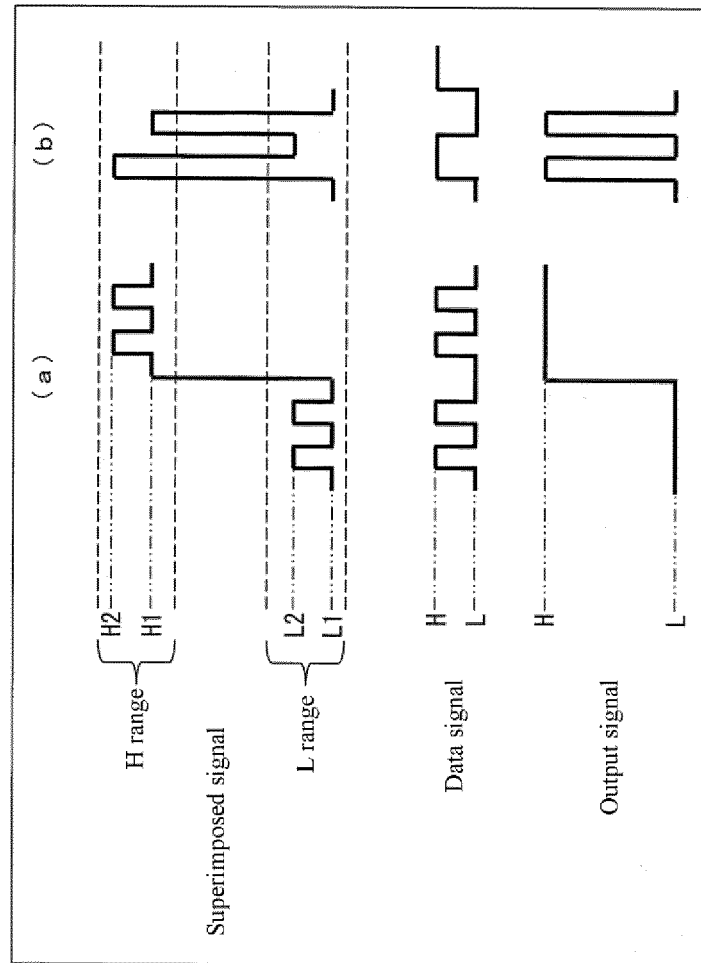 (a)
(b)
H range
H2
H1
Superimposed signal
L range
L2
L1
Data signal
H
L
Output signal
H
L